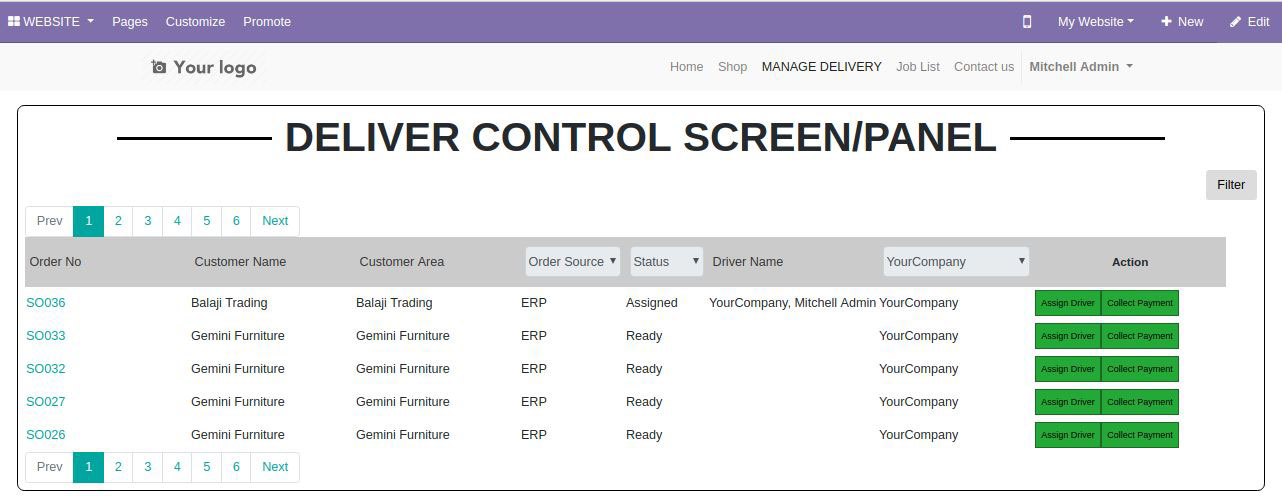 WEBSITE Pages Customize Promote My Website New Edit
Your logo Home Shop MANAGE DELIVERY Job List Contact us Mitchell Admin
DELIVER CONTROL SCREEN/PANEL
Filter
Prev 1 2 3 4 5 6 Next
Order No Customer Name Customer Area Order Source Status Driver Name YourCompany Action
SO036 Balaji Trading Balaji Trading ERP Assigned YourCompany, Mitchell Admin YourCompany Assign Driver Collect Payment
SO033 Gemini Furniture Gemini Furniture ERP Ready YourCompany Assign Driver Collect Payment
SO032 Gemini Furniture Gemini Furniture ERP Ready YourCompany Assign Driver Collect Payment
SO027 Gemini Furniture Gemini Furniture ERP Ready YourCompany Assign Driver Collect Payment
SO026 Gemini Furniture Gemini Furniture ERP Ready YourCompany Assign Driver Collect Payment
Prev 1 2 3 4 5 6 Next